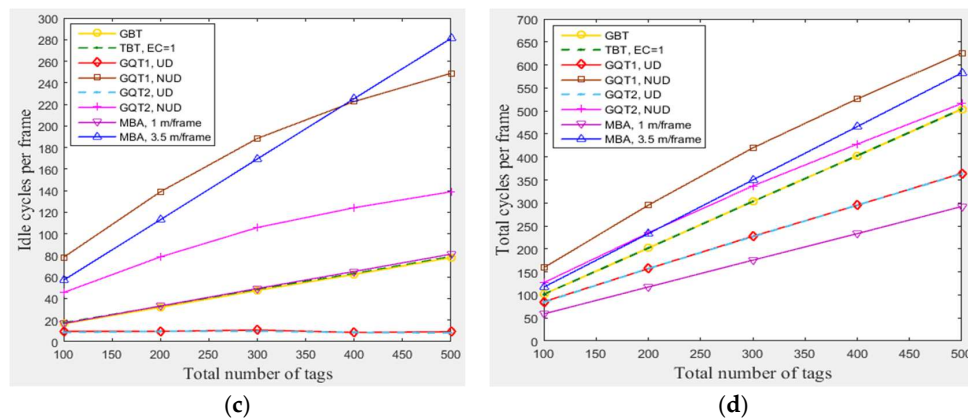 300
280
260
240
220
200
180
160
140
120
100
80
60
40
20
0
Idle cycles per frame
GBT
TBT, EC=1
GQT1, UD
GQT1, NUD
GQT2, UD
GQT2, NUD
MBA, 1 m/frame
MBA, 3.5 m/frame
100 150 200 250 300 350 400 450 500
Total number of tags
(c)
700
650
600
550
500
450
400
350
300
250
200
150
100
50
0
Total cycles per frame
GBT
TBT, EC=1
GQT1, UD
GQT1, NUD
GQT2, UD
GQT2, NUD
MBA, 1 m/frame
MBA, 3.5 m/frame
100 150 200 250 300 350 400 450 500
Total number of tags
(d)